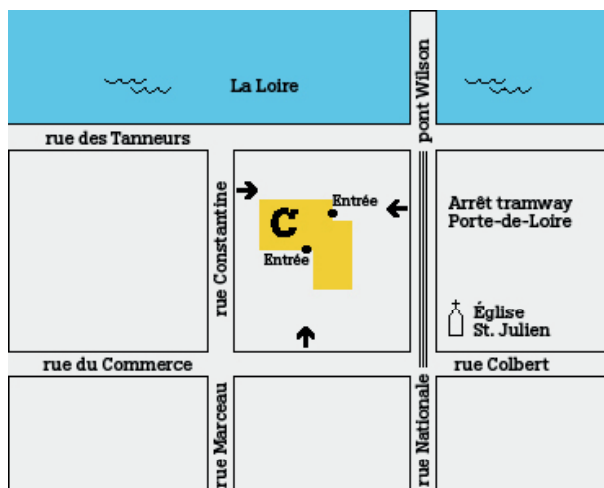 La Loire
pont Wilson
rue des Tanneurs
rue Constantine
Entrée
C
Entrée
Arrêt tramway
Porte-de-Loire
Église
St. Julien
rue du Commerce
rue Colbert
rue Marceau
rue Nationale